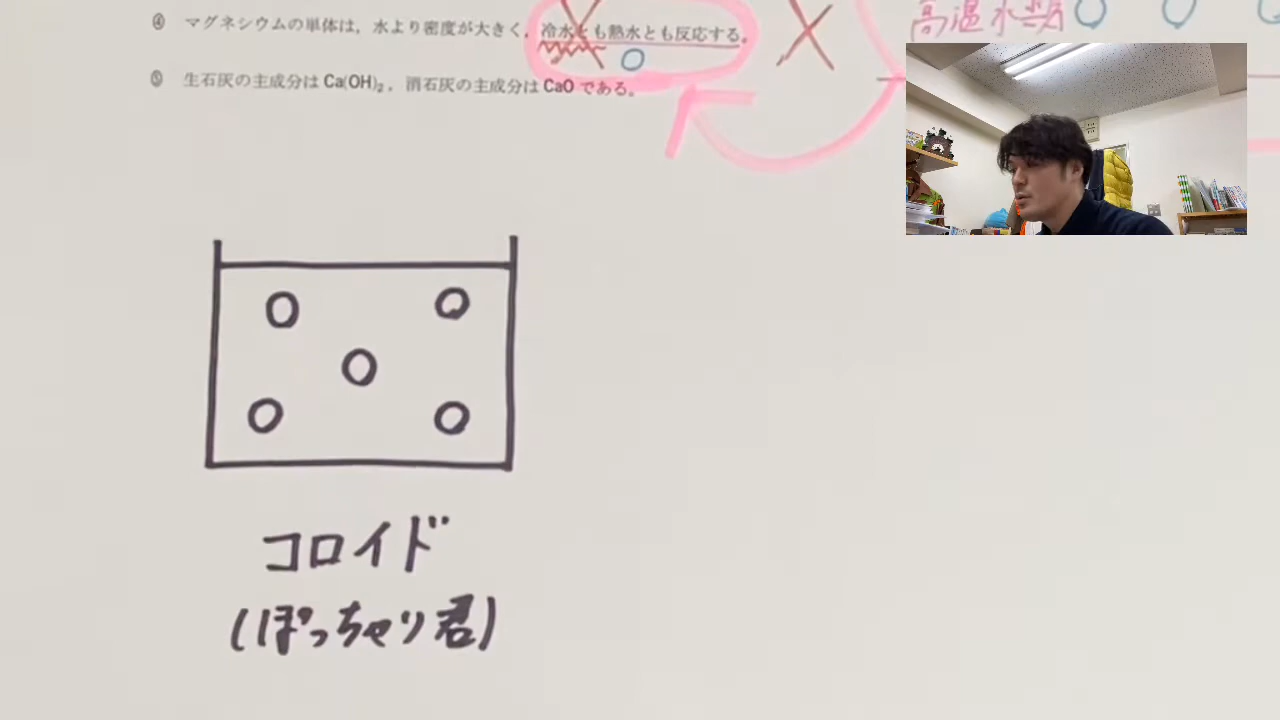 ④ マグネシウムの単体は，水より密度が大きく，冷水とも熱水とも反応する。
高温水蒸気
⑤ 生石灰の主成分は Ca(OH)₂，消石灰の主成分は CaO である。
コロイド
(ぽっちゃり君)